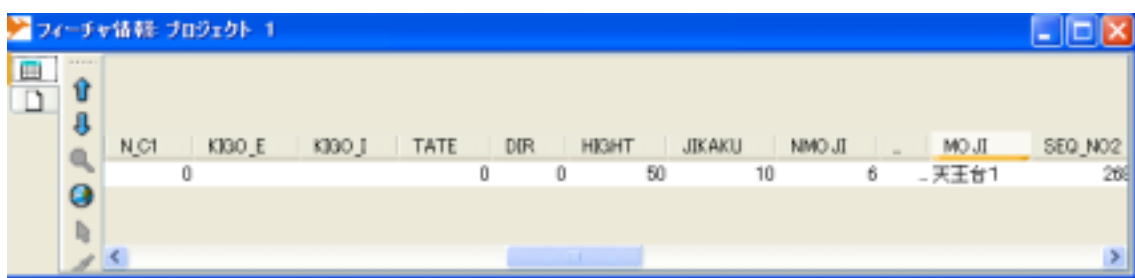 フィーチャ情報: プロジェクト 1
N_C1 KIGO_E KIGO_I TATE DIR HIGHT JIKAKU NMOJI .. MOJI SEQ_NO2
0 0 0 50 10 6 ... 天王台1